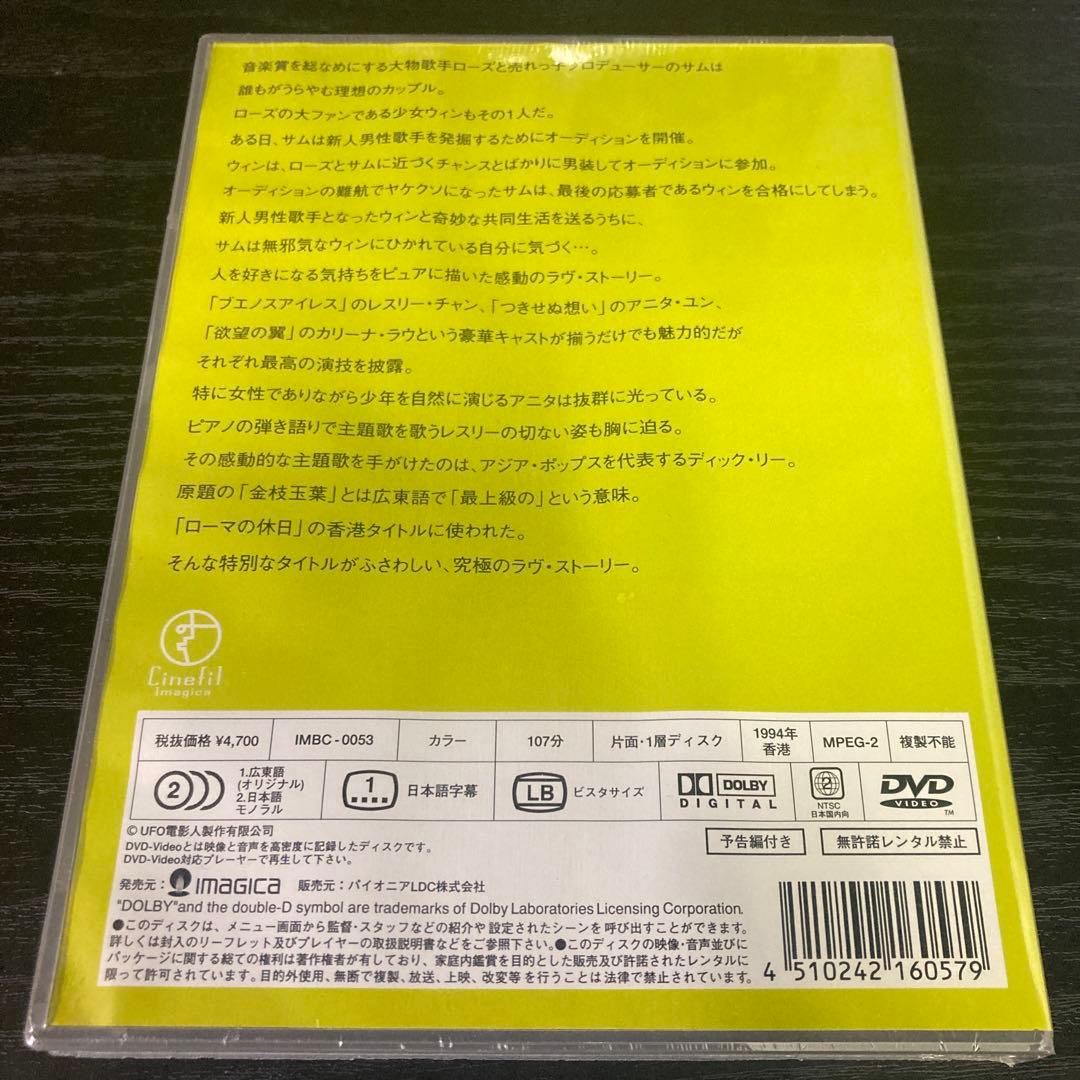 音楽賞を総なめにする大物歌手ローズと売れっ子プロデューサーのサムは
誰もがうらやむ理想のカップル。
ローズの大ファンである少女ウィンもその1人だ。
ある日、サムは新人男性歌手を発掘するためにオーディションを開催。
ウィンは、ローズとサムに近づくチャンスとばかりに男装してオーディションに参加。
オーディションの難航でヤケクソになったサムは、最後の応募者であるウィンを合格にしてしまう。
新人男性歌手となったウィンと奇妙な共同生活を送るうちに、
サムは無邪気なウィンにひかれている自分に気づく…。
人を好きになる気持ちをピュアに描いた感動のラヴ・ストーリー。
「ブエノスアイレス」のレスリー・チャン、「つきせぬ想い」のアニタ・ユン、
「欲望の翼」のカリーナ・ラウという豪華キャストが揃うだけでも魅力的だが
それぞれ最高の演技を披露。
特に女性でありながら少年を自然に演じるアニタは抜群に光っている。
ピアノの弾き語りで主題歌を歌うレスリーの切ない姿も胸に迫る。
その感動的な主題歌を手がけたのは、アジア・ポップスを代表するディック・リー。
原題の「金枝玉葉」とは広東語で「最上級の」という意味。
「ローマの休日」の香港タイトルに使われた。
そんな特別なタイトルがふさわしい、究極のラヴ・ストーリー。
Cinefil
Imagica
税抜価格 ¥4,700 IMBC-0053 カラー 107分 片面・1層ディスク 1994年 香港 MPEG-2 複製不能
2 1.広東語 (オリジナル) 2.日本語 モノラル 1 日本語字幕 LB ビスタサイズ DOLBY DIGITAL 2 NTSC 日本国内向 DVD VIDEO ™
© UFO電影人製作有限公司
DVD-Videoとは映像と音声を高密度に記録したディスクです。
DVD-Video対応プレーヤーで再生して下さい。
予告編付き 無許諾レンタル禁止
発売元: IMAGICA 販売元:パイオニアLDC株式会社
"DOLBY"and the double-D symbol are trademarks of Dolby Laboratories Licensing Corporation.
●このディスクは、メニュー画面から監督・スタッフなどの紹介や設定されたシーンを呼び出すことができます。
詳しくは封入のリーフレット及びプレイヤーの取扱説明書などをご参照下さい。●このディスクの映像・音声並びに
パッケージに関する総ての権利は著作権者が有しており、家庭内鑑賞を目的とした販売及び許諾されたレンタルに
限って許可されています。目的外使用、無断で複製、放送、上映、改変等を行うことは法律で禁止されています。
4 510242 160579